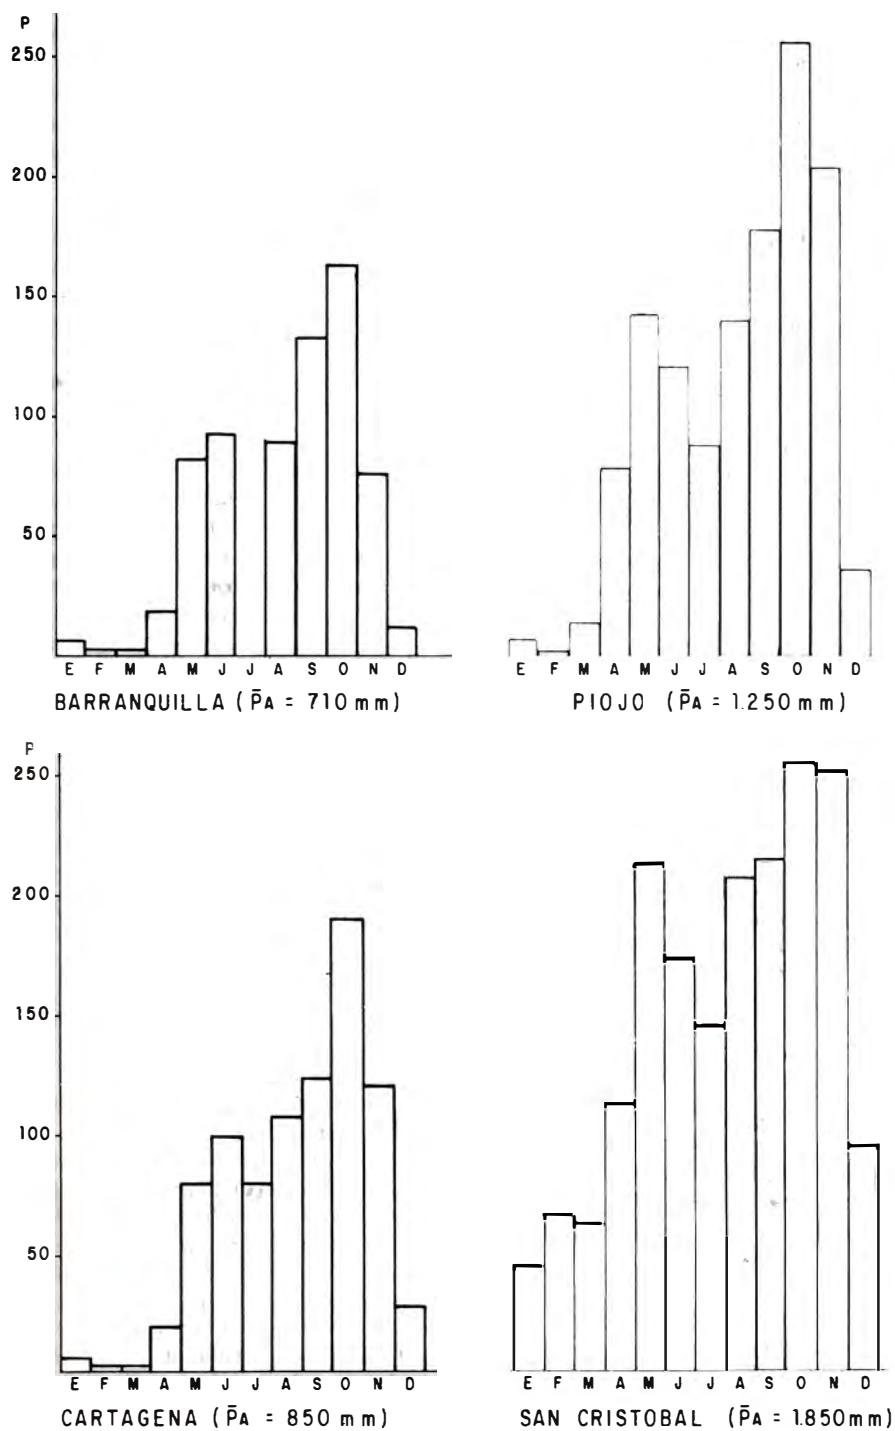 P
250
200
150
100
50
E F M A M J J A S O N D
BARRANQUILLA (P̄A = 710 mm)
E F M A M J J A S O N D
PIOJO (P̄A = 1.250 mm)
P
250
200
150
100
50
E F M A M J J A S O N D
CARTAGENA (P̄A = 850 mm)
E F M A M J J A S O N D
SAN CRISTOBAL (P̄A = 1.850 mm)